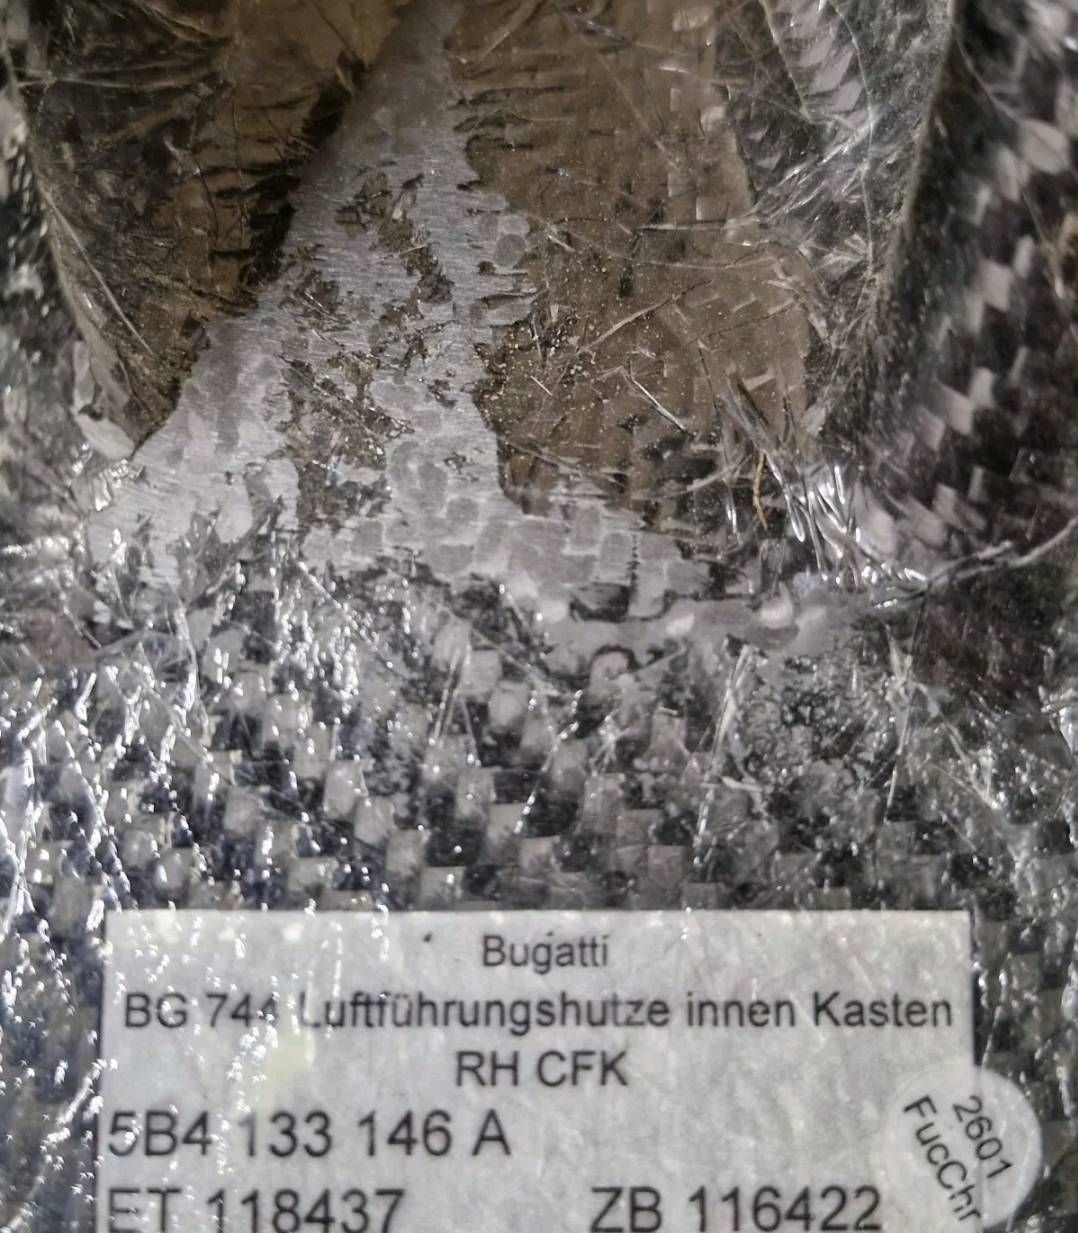 Bugatti
BG 744 Luftführungshutze innen Kasten
RH CFK
5B4 133 146 A
ET 118437 ZB 116422
2601
FucChr